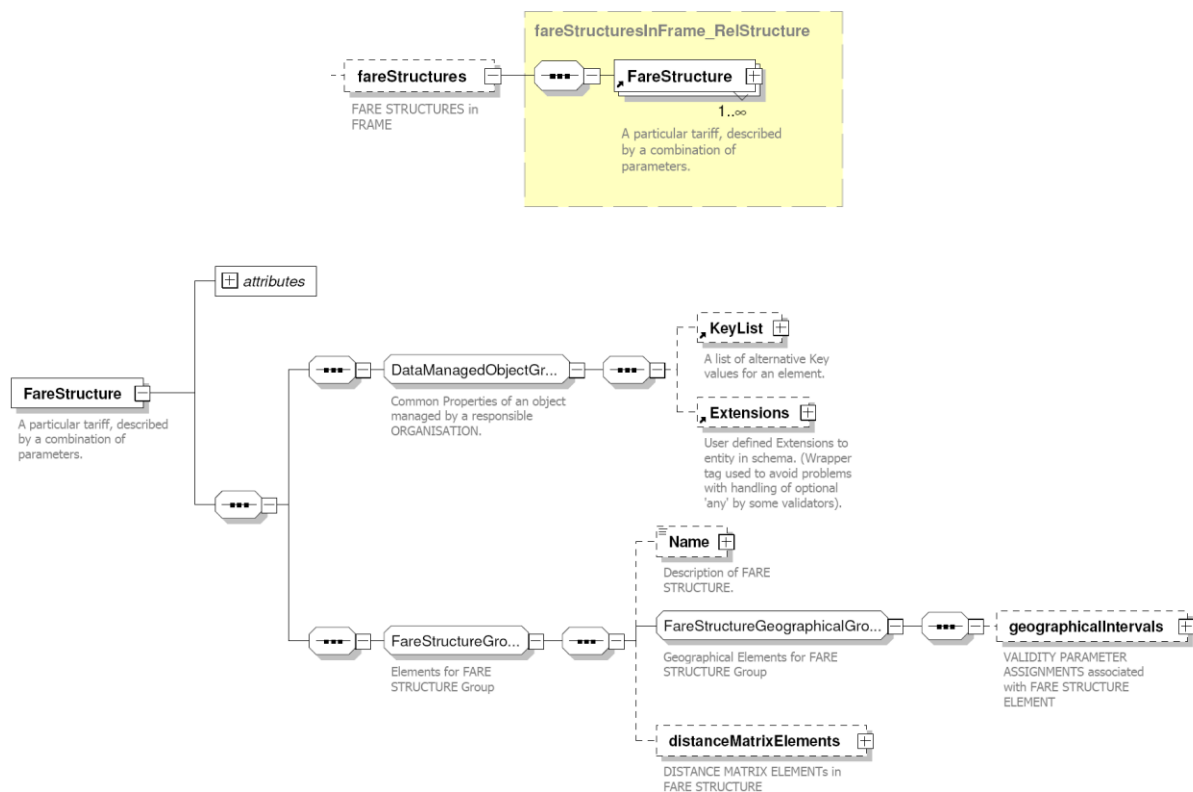 fareStructuresInFrame_RelStructure
fareStructures
FareStructure
FARE STRUCTURES in
FRAME
1..∞
A particular tariff, described
by a combination of
parameters.
attributes
KeyList
A list of alternative Key
values for an element.
DataManagedObjectGr...
Common Properties of an object
managed by a responsible
ORGANISATION.
FareStructure
A particular tariff, described
by a combination of
parameters.
Extensions
User defined Extensions to
entity in schema. (Wrapper
tag used to avoid problems
with handling of optional
'any' by some validators).
Name
Description of FARE
STRUCTURE.
FareStructureGro...
Elements for FARE
STRUCTURE Group
FareStructureGeographicalGro...
Geographical Elements for FARE
STRUCTURE Group
geographicalIntervals
VALIDITY PARAMETER
ASSIGNMENTS associated
with FARE STRUCTURE
ELEMENT
distanceMatrixElements
DISTANCE MATRIX ELEMENTs in
FARE STRUCTURE